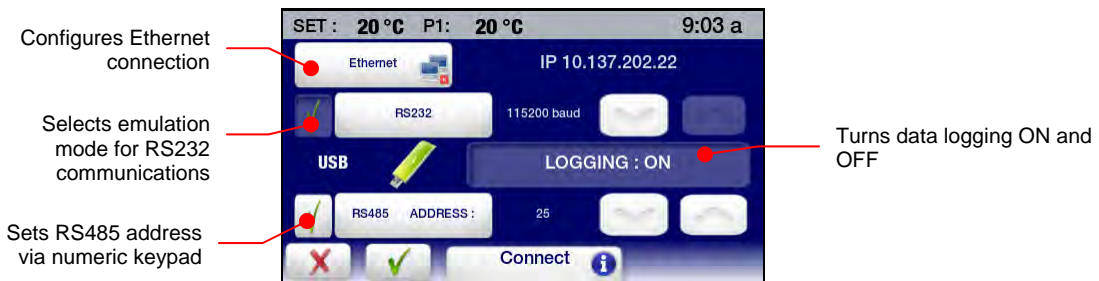 SET : 20 °C P1: 20 °C 9:03 a
Configures Ethernet
connection
Ethernet
IP 10.137.202.22
Selects emulation
mode for RS232
communications
RS232
115200 baud
USB
LOGGING : ON
Turns data logging ON and
OFF
Sets RS485 address
via numeric keypad
RS485 ADDRESS :
25
Connect